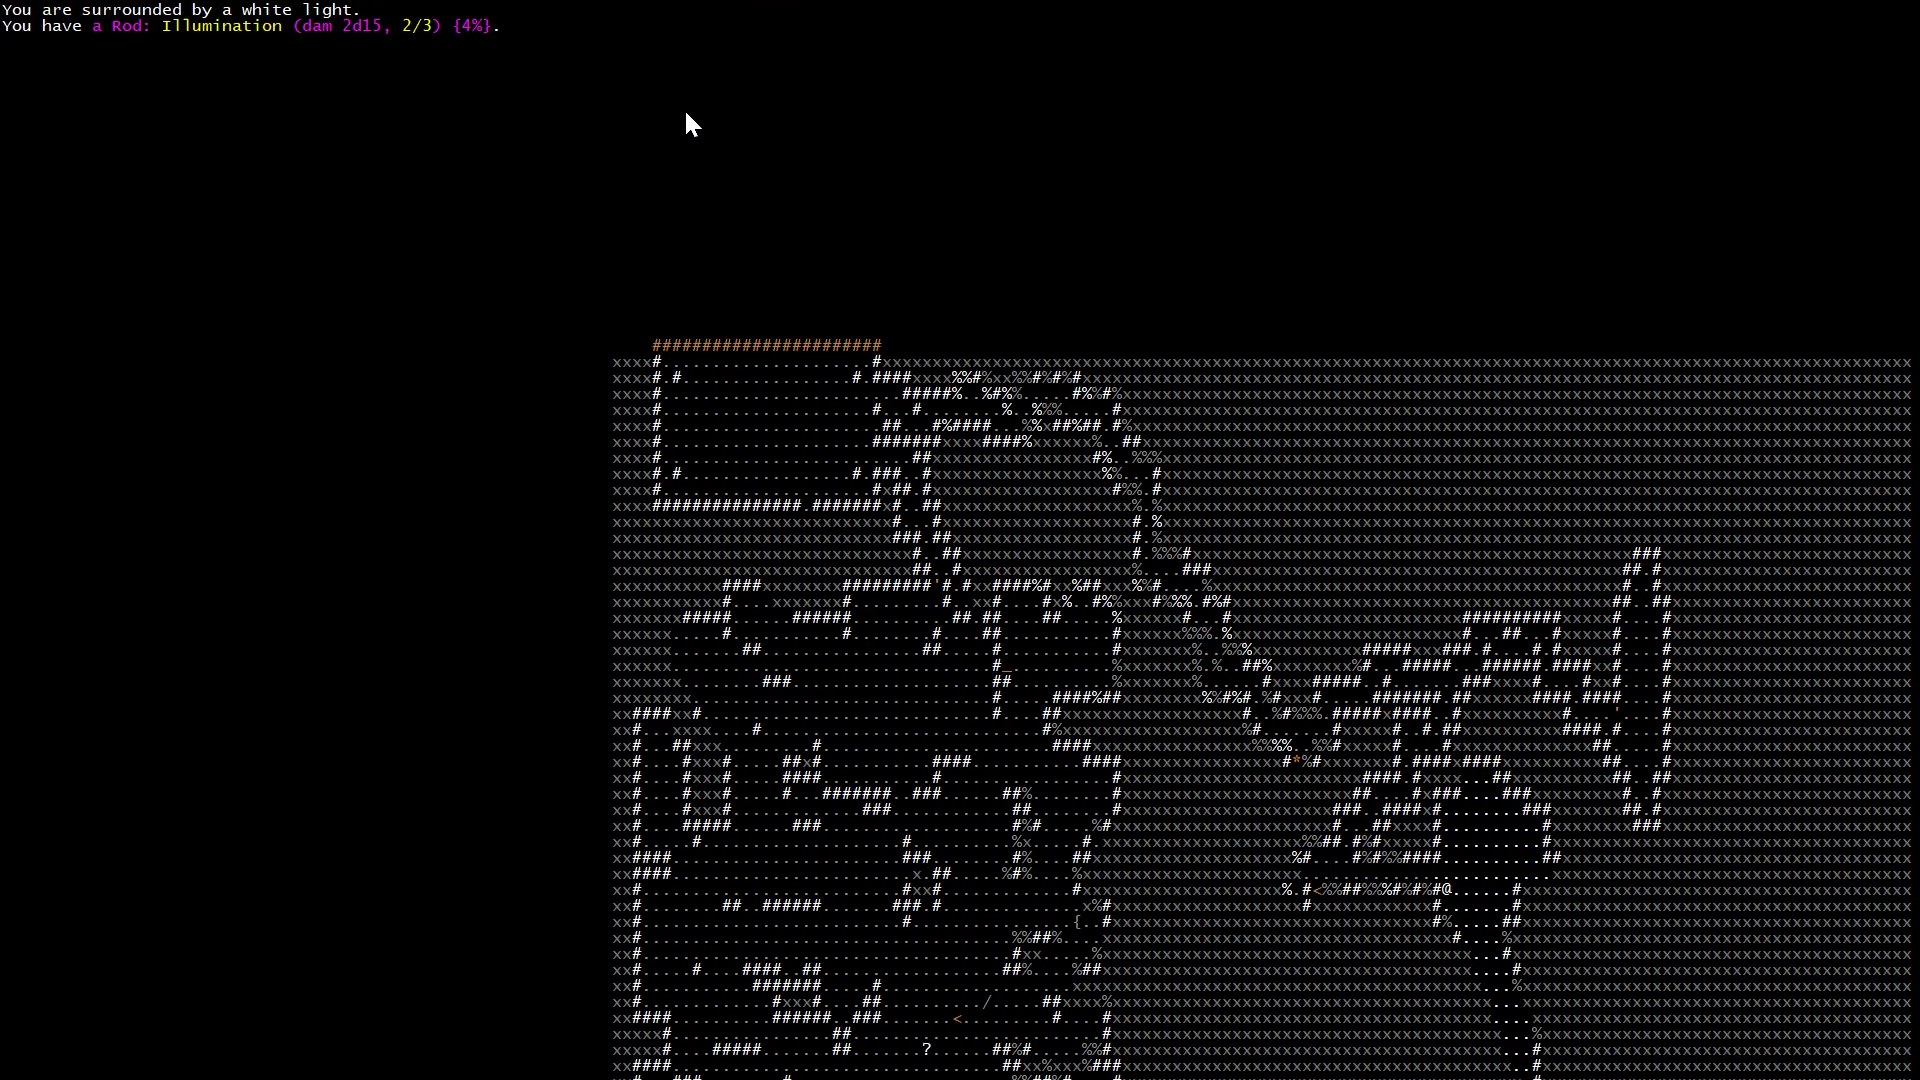 You are surrounded by a white light.
You have a Rod: Illumination (dam 2d15, 2/3) {4%}.